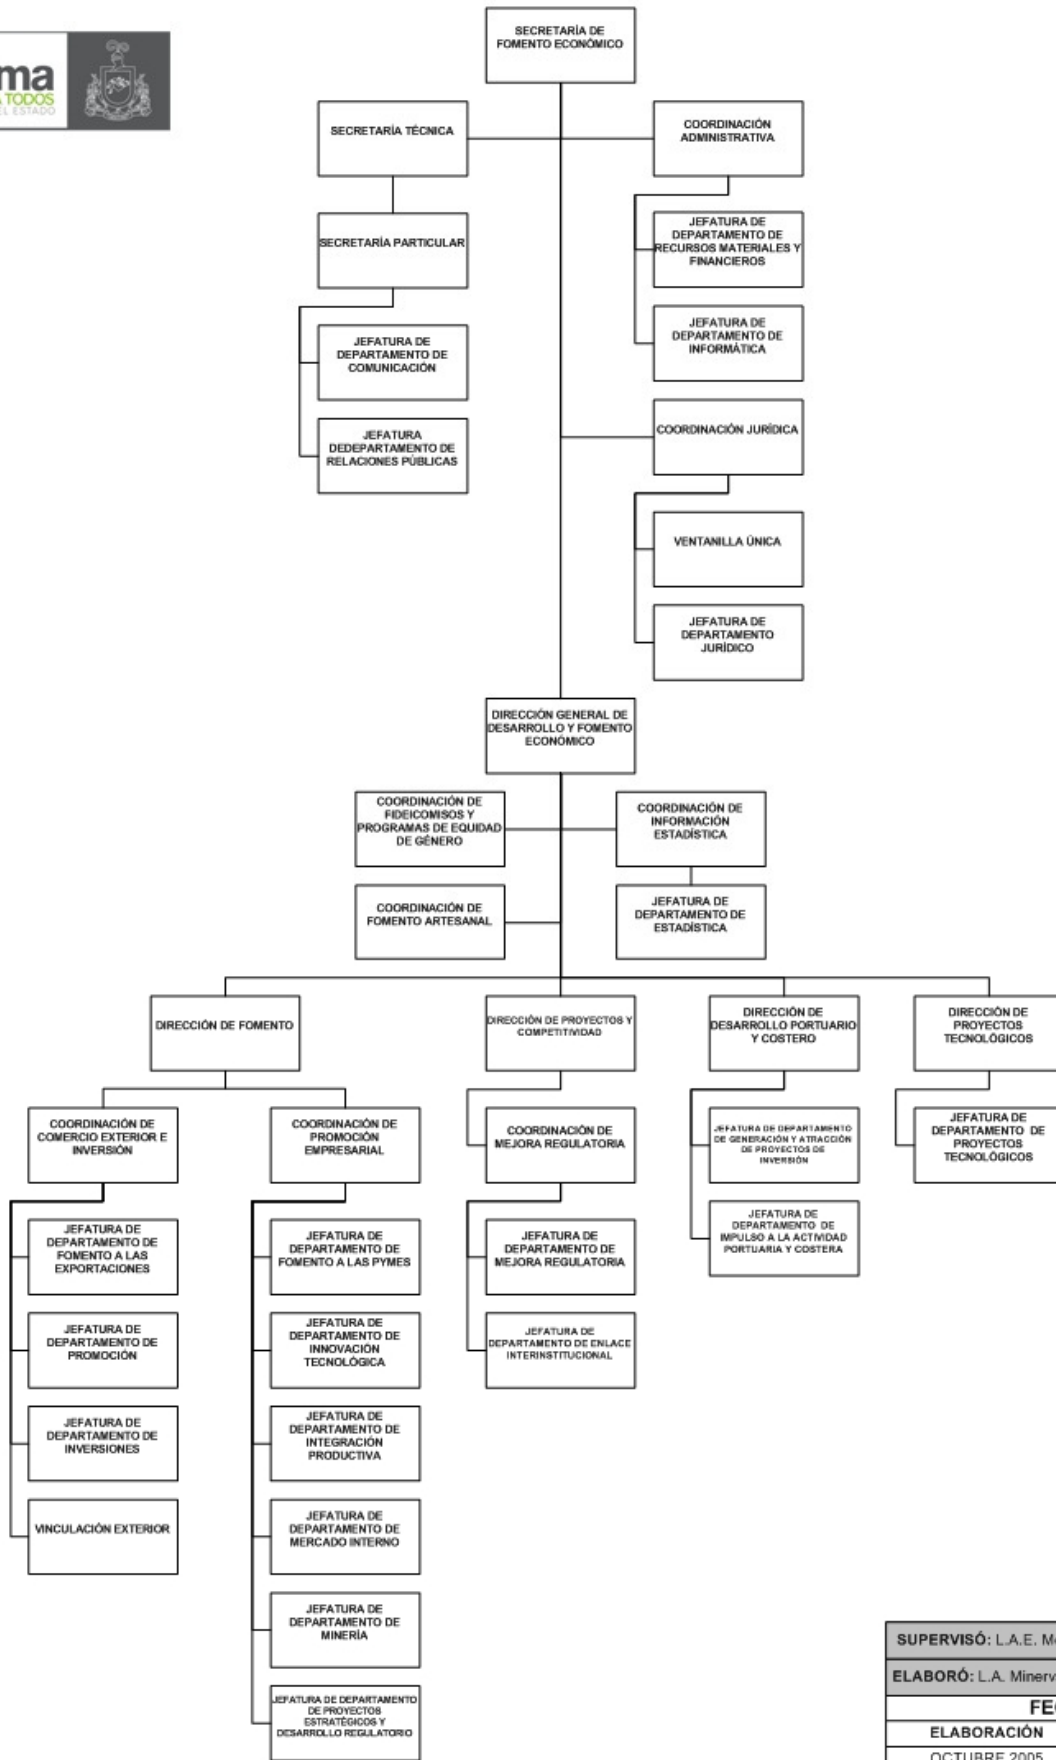 SECRETARÍA DE
FOMENTO ECONÓMICO
A TODOS
EL ESTADO
SECRETARÍA TÉCNICA
COORDINACIÓN
ADMINISTRATIVA
SECRETARÍA PARTICULAR
JEFATURA DE
DEPARTAMENTO DE
RECURSOS MATERIALES Y
FINANCIEROS
JEFATURA DE
DEPARTAMENTO DE
COMUNICACIÓN
JEFATURA DE
DEPARTAMENTO DE
INFORMÁTICA
JEFATURA
DEDEPARTAMENTO DE
RELACIONES PÚBLICAS
COORDINACIÓN JURÍDICA
VENTANILLA ÚNICA
JEFATURA DE
DEPARTAMENTO
JURÍDICO
DIRECCIÓN GENERAL DE
DESARROLLO Y FOMENTO
ECONÓMICO
COORDINACIÓN DE
FIDEICOMISOS Y
PROGRAMAS DE EQUIDAD
DE GÉNERO
COORDINACIÓN DE
INFORMACIÓN
ESTADÍSTICA
COORDINACIÓN DE
FOMENTO ARTESANAL
JEFATURA DE
DEPARTAMENTO DE
ESTADÍSTICA
DIRECCIÓN DE FOMENTO
DIRECCIÓN DE PROYECTOS Y
COMPETITIVIDAD
DIRECCIÓN DE
DESARROLLO PORTUARIO
Y COSTERO
DIRECCIÓN DE
PROYECTOS
TECNOLÓGICOS
COORDINACIÓN DE
COMERCIO EXTERIOR E
INVERSIÓN
COORDINACIÓN DE
PROMOCIÓN
EMPRESARIAL
COORDINACIÓN DE
MEJORA REGULATORIA
JEFATURA DE DEPARTAMENTO
DE GENERACIÓN Y ATRACCIÓN
DE PROYECTOS DE
INVERSIÓN
JEFATURA DE
DEPARTAMENTO DE
PROYECTOS
TECNOLÓGICOS
JEFATURA DE
DEPARTAMENTO DE
FOMENTO A LAS
EXPORTACIONES
JEFATURA DE
DEPARTAMENTO DE
FOMENTO A LAS PYMES
JEFATURA DE
DEPARTAMENTO DE
MEJORA REGULATORIA
JEFATURA DE
DEPARTAMENTO DE
IMPULSO A LA ACTIVIDAD
PORTUARIA Y COSTERA
JEFATURA DE
DEPARTAMENTO DE
PROMOCIÓN
JEFATURA DE
DEPARTAMENTO DE
INNOVACIÓN
TECNOLÓGICA
JEFATURA DE
DEPARTAMENTO DE ENLACE
INTERINSTITUCIONAL
JEFATURA DE
DEPARTAMENTO DE
INVERSIONES
JEFATURA DE
DEPARTAMENTO DE
INTEGRACIÓN
PRODUCTIVA
VINCULACIÓN EXTERIOR
JEFATURA DE
DEPARTAMENTO DE
MERCADO INTERNO
JEFATURA DE
DEPARTAMENTO DE
MINERÍA
JEFATURA DE DEPARTAMENTO
DE PROYECTOS
ESTRATÉGICOS Y
DESARROLLO REGULATORIO
SUPERVISÓ: L.A.E.
ELABORÓ: L.A. Minerv
ELABORACIÓN
OCTUBRE 2005